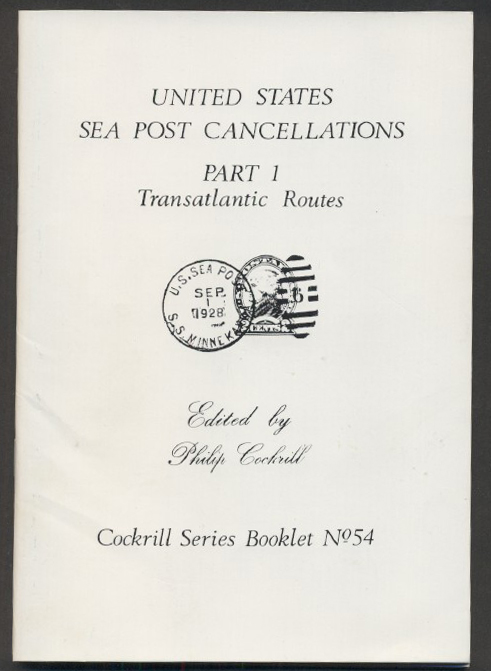 UNITED STATES
SEA POST CANCELLATIONS
PART 1
Transatlantic Routes
U.S. SEA PO
SEP
1
1928
S.S. MINNEKA
6
Edited by
Philip Cockrill
Cockrill Series Booklet Nº54